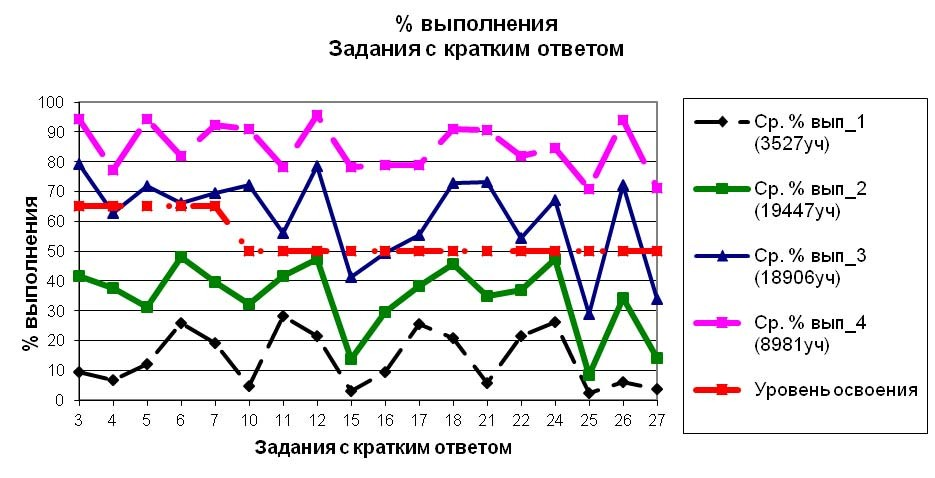 % выполнения
Задания с кратким ответом
100
90
80
70
60
50
40
30
20
10
0
% выполнения
3 4 5 6 7 10 11 12 15 16 17 18 21 22 24 25 26 27
Задания с кратким ответом
Ср. % вып_1
(3527уч)
Ср. % вып_2
(19447уч)
Ср. % вып_3
(18906уч)
Ср. % вып_4
(8981уч)
Уровень освоения